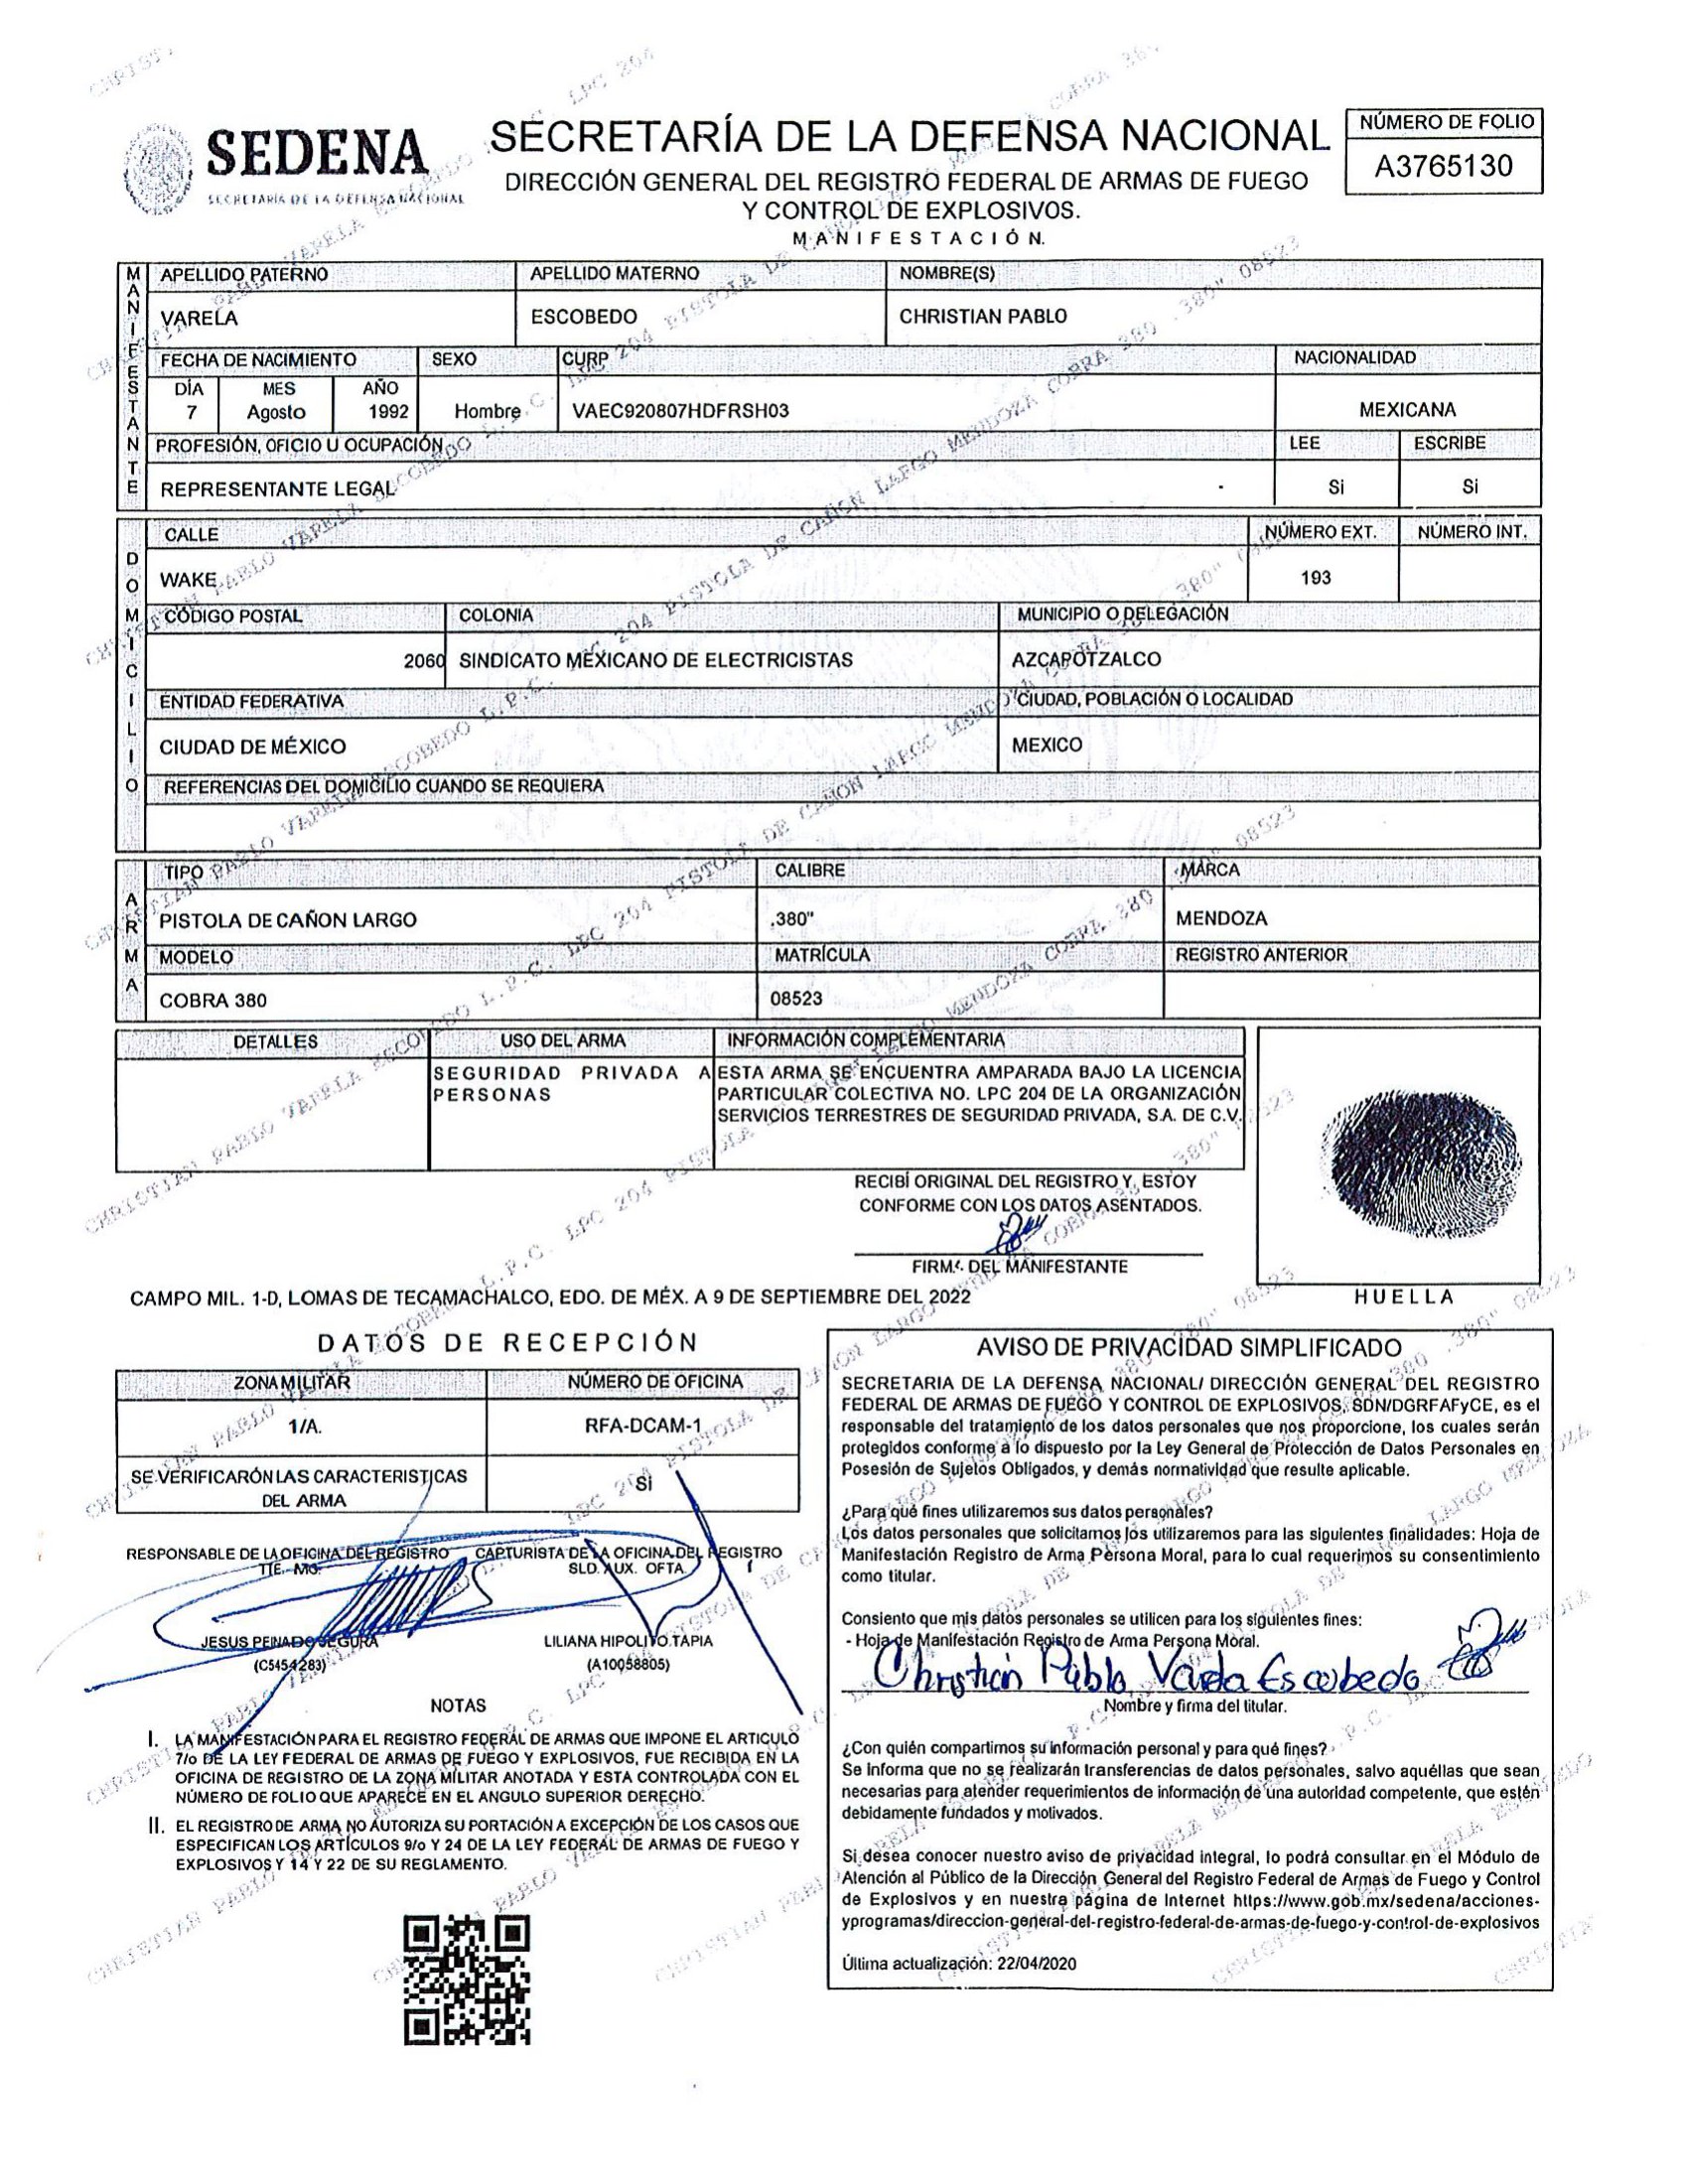 SEDENA
SECRETARÍA DE LA DEFENSA NACIONAL
SECRETARÍA DE LA DEFENSA NACIONAL
DIRECCIÓN GENERAL DEL REGISTRO FEDERAL DE ARMAS DE FUEGO
Y CONTROL DE EXPLOSIVOS.
MANIFESTACIÓN.
NÚMERO DE FOLIO
A3765130
MANIFESTANTE
APELLIDO PATERNO APELLIDO MATERNO NOMBRE(S)
VARELA ESCOBEDO CHRISTIAN PABLO
FECHA DE NACIMIENTO SEXO CURP NACIONALIDAD
DÍA MES AÑO
7 Agosto 1992 Hombre VAEC920807HDFRSH03 MEXICANA
PROFESIÓN, OFICIO U OCUPACIÓN LEE ESCRIBE
REPRESENTANTE LEGAL Si Si
DOMICILIO
CALLE NÚMERO EXT. NÚMERO INT.
WAKE 193
CÓDIGO POSTAL COLONIA MUNICIPIO O DELEGACIÓN
2060 SINDICATO MEXICANO DE ELECTRICISTAS AZCAPOTZALCO
ENTIDAD FEDERATIVA CIUDAD, POBLACIÓN O LOCALIDAD
CIUDAD DE MÉXICO MEXICO
REFERENCIAS DEL DOMICILIO CUANDO SE REQUIERA
ARMA
TIPO CALIBRE MARCA
PISTOLA DE CAÑON LARGO .380" MENDOZA
MODELO MATRÍCULA REGISTRO ANTERIOR
COBRA 380 08523
DETALLES USO DEL ARMA INFORMACIÓN COMPLEMENTARIA
SEGURIDAD PRIVADA A PERSONAS
ESTA ARMA SE ENCUENTRA AMPARADA BAJO LA LICENCIA
PARTICULAR COLECTIVA NO. LPC 204 DE LA ORGANIZACIÓN
SERVICIOS TERRESTRES DE SEGURIDAD PRIVADA, S.A. DE C.V.
RECIBÍ ORIGINAL DEL REGISTRO Y ESTOY
CONFORME CON LOS DATOS ASENTADOS.
FIRMA DEL MANIFESTANTE
HUELLA
CAMPO MIL. 1-D, LOMAS DE TECAMACHALCO, EDO. DE MÉX. A 9 DE SEPTIEMBRE DEL 2022
DATOS DE RECEPCIÓN
ZONA MILITAR NÚMERO DE OFICINA
1/A. RFA-DCAM-1
SE VERIFICARÓN LAS CARACTERISTICAS
DEL ARMA
SI
RESPONSABLE DE LA OFICINA DEL REGISTRO CAPTURISTA DE LA OFICINA DEL REGISTRO
TTE. MG. SLD. AUX. OFTA.
JESUS PEINADO SEGURA LILIANA HIPOLITO TAPIA
(C5454283) (A10058805)
NOTAS
I. LA MANIFESTACIÓN PARA EL REGISTRO FEDERAL DE ARMAS QUE IMPONE EL ARTICULO
7/o DE LA LEY FEDERAL DE ARMAS DE FUEGO Y EXPLOSIVOS, FUE RECIBIDA EN LA
OFICINA DE REGISTRO DE LA ZONA MILITAR ANOTADA Y ESTA CONTROLADA CON EL
NÚMERO DE FOLIO QUE APARECE EN EL ANGULO SUPERIOR DERECHO.
II. EL REGISTRO DE ARMA NO AUTORIZA SU PORTACIÓN A EXCEPCIÓN DE LOS CASOS QUE
ESPECIFICAN LOS ARTÍCULOS 9/o Y 24 DE LA LEY FEDERAL DE ARMAS DE FUEGO Y
EXPLOSIVOS Y 14 Y 22 DE SU REGLAMENTO.
AVISO DE PRIVACIDAD SIMPLIFICADO
SECRETARIA DE LA DEFENSA NACIONAL/ DIRECCIÓN GENERAL DEL REGISTRO
FEDERAL DE ARMAS DE FUEGO Y CONTROL DE EXPLOSIVOS, SDN/DGRFAFyCE, es el
responsable del tratamiento de los datos personales que nos proporcione, los cuales serán
protegidos conforme a lo dispuesto por la Ley General de Protección de Datos Personales en
Posesión de Sujetos Obligados, y demás normatividad que resulte aplicable.
¿Para qué fines utilizaremos sus datos personales?
Los datos personales que solicitamos los utilizaremos para las siguientes finalidades: Hoja de
Manifestación Registro de Arma Persona Moral, para lo cual requerimos su consentimiento
como titular.
Consiento que mis datos personales se utilicen para los siguientes fines:
- Hoja de Manifestación Registro de Arma Persona Moral.
Christian Pablo Varela Escobedo
Nombre y firma del titular.
¿Con quién compartimos su información personal y para qué fines?
Se informa que no se realizarán transferencias de datos personales, salvo aquéllas que sean
necesarias para atender requerimientos de información de una autoridad competente, que estén
debidamente fundados y motivados.
Si desea conocer nuestro aviso de privacidad integral, lo podrá consultar en el Módulo de
Atención al Público de la Dirección General del Registro Federal de Armas de Fuego y Control
de Explosivos y en nuestra página de Internet https://www.gob.mx/sedena/acciones-
yprogramas/direccion-general-del-registro-federal-de-armas-de-fuego-y-control-de-explosivos
Última actualización: 22/04/2020